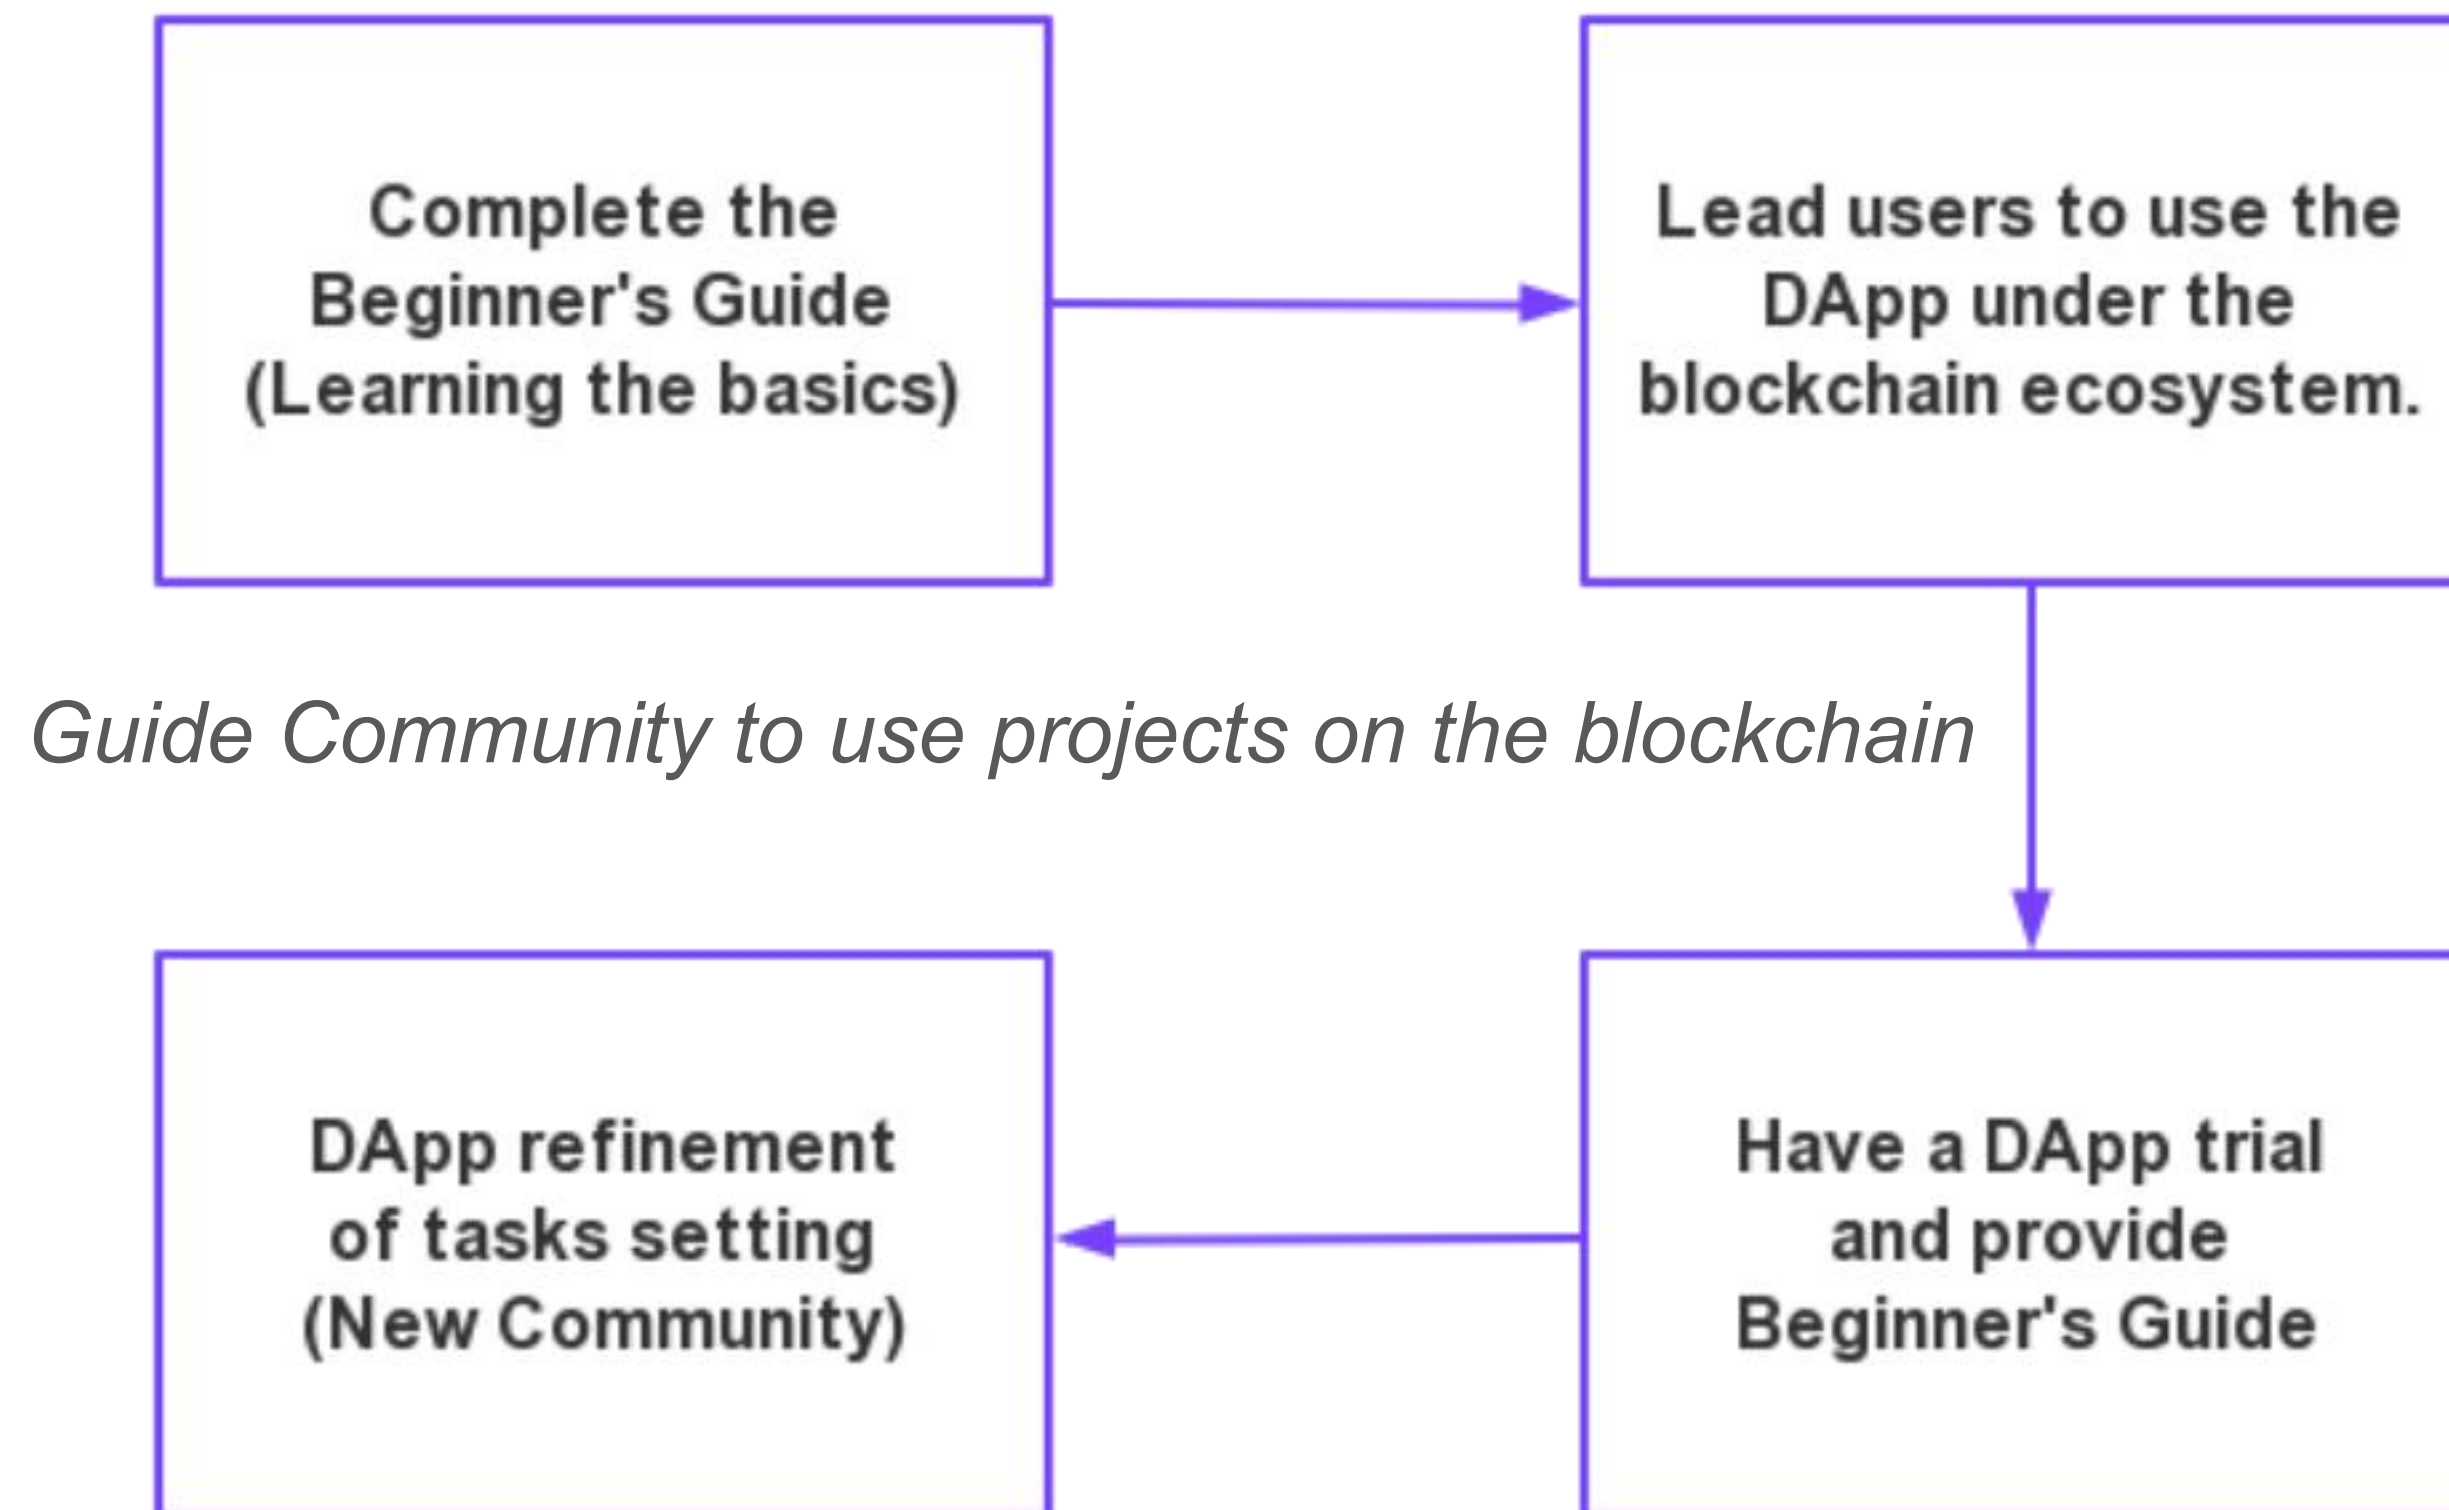 Complete the
Beginner's Guide
(Learning the basics)
Lead users to use the
DApp under the
blockchain ecosystem.
Guide Community to use projects on the blockchain
DApp refinement
of tasks setting
(New Community)
Have a DApp trial
and provide
Beginner's Guide